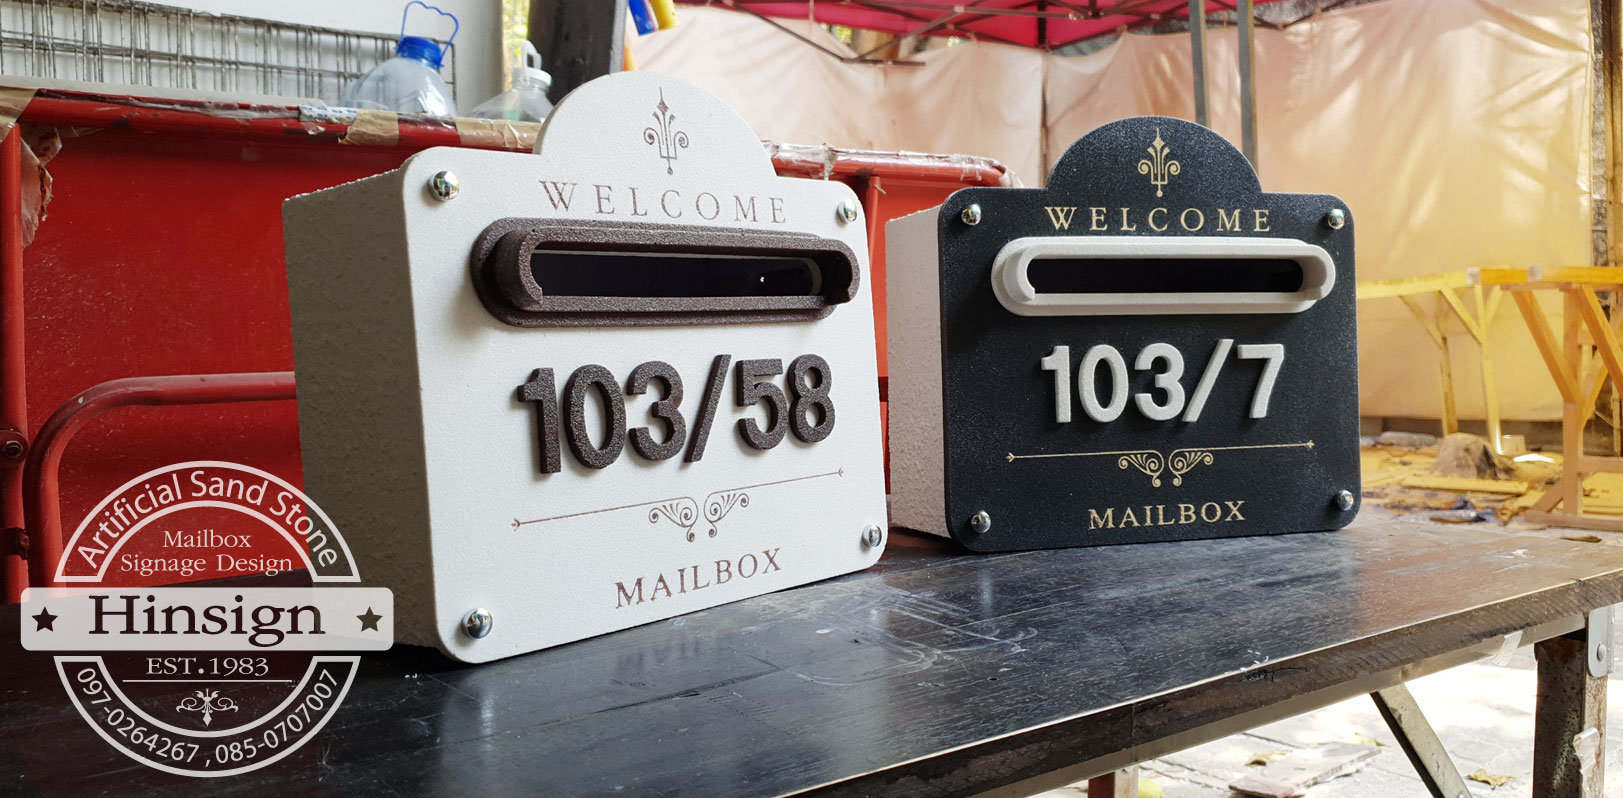 WELCOME
103/58
MAILBOX
WELCOME
103/7
MAILBOX
Artificial Sand Stone
Mailbox
Signage Design
Hinsign
EST.1983
097-0264267 , 085-0707007